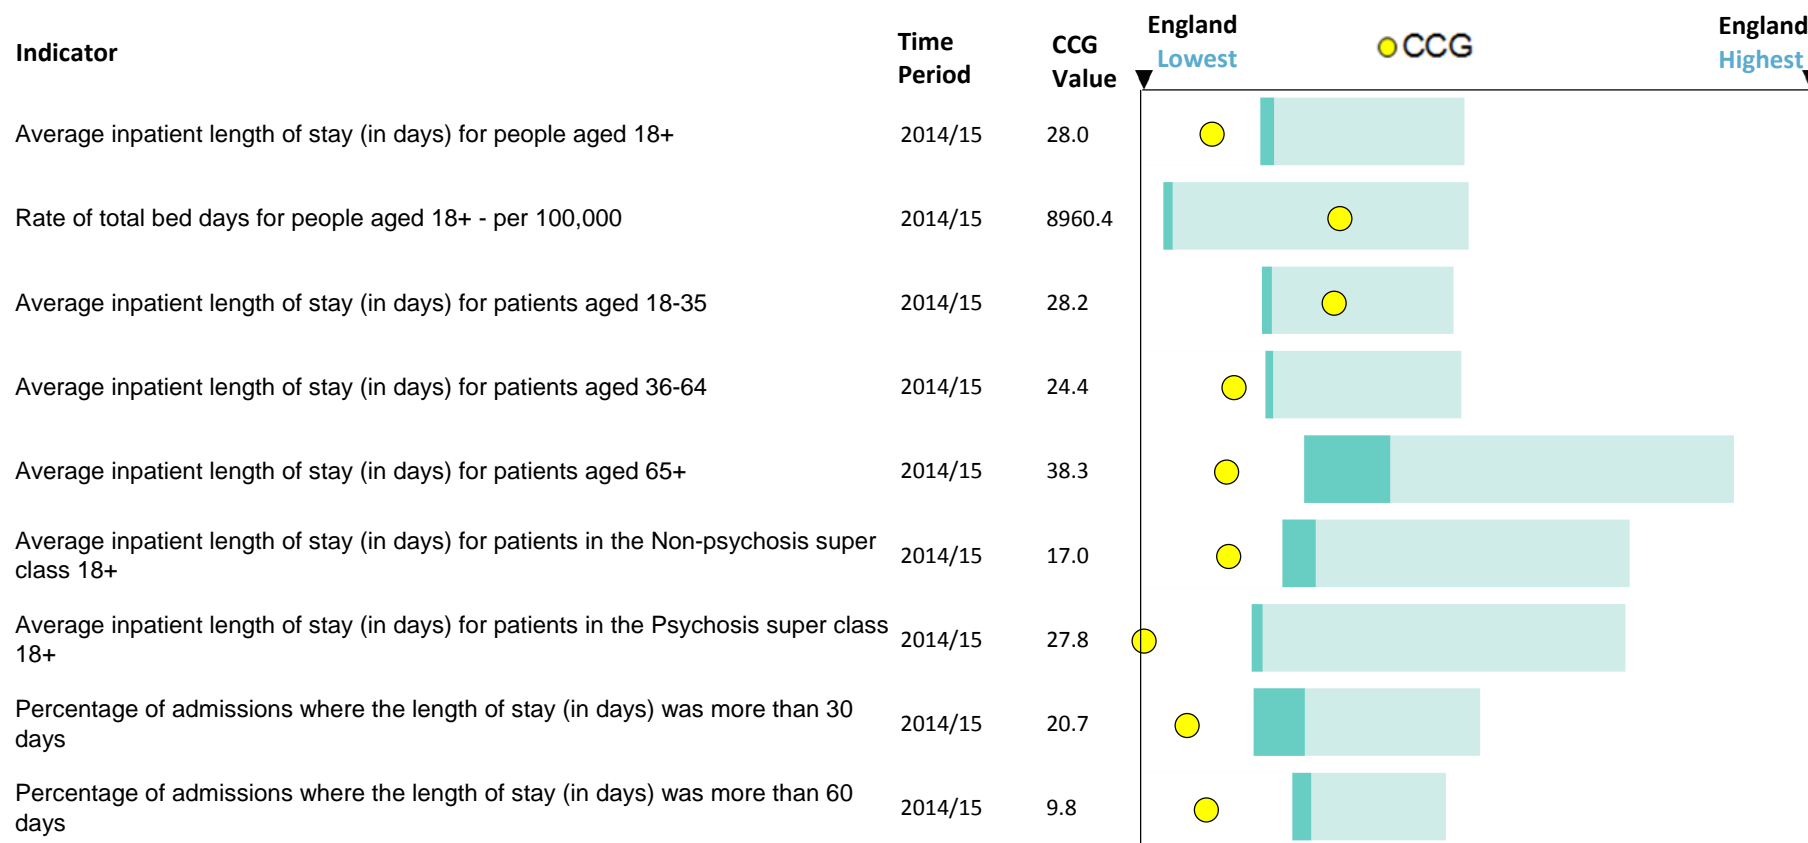 Indicator
Time
Period
CCG
Value
England
Lowest
CCG
England
Highest
Average inpatient length of stay (in days) for people aged 18+ 2014/15 28.0
Rate of total bed days for people aged 18+ - per 100,000 2014/15 8960.4
Average inpatient length of stay (in days) for patients aged 18-35 2014/15 28.2
Average inpatient length of stay (in days) for patients aged 36-64 2014/15 24.4
Average inpatient length of stay (in days) for patients aged 65+ 2014/15 38.3
Average inpatient length of stay (in days) for patients in the Non-psychosis super
class 18+
2014/15 17.0
Average inpatient length of stay (in days) for patients in the Psychosis super class
18+
2014/15 27.8
Percentage of admissions where the length of stay (in days) was more than 30
days
2014/15 20.7
Percentage of admissions where the length of stay (in days) was more than 60
days
2014/15 9.8